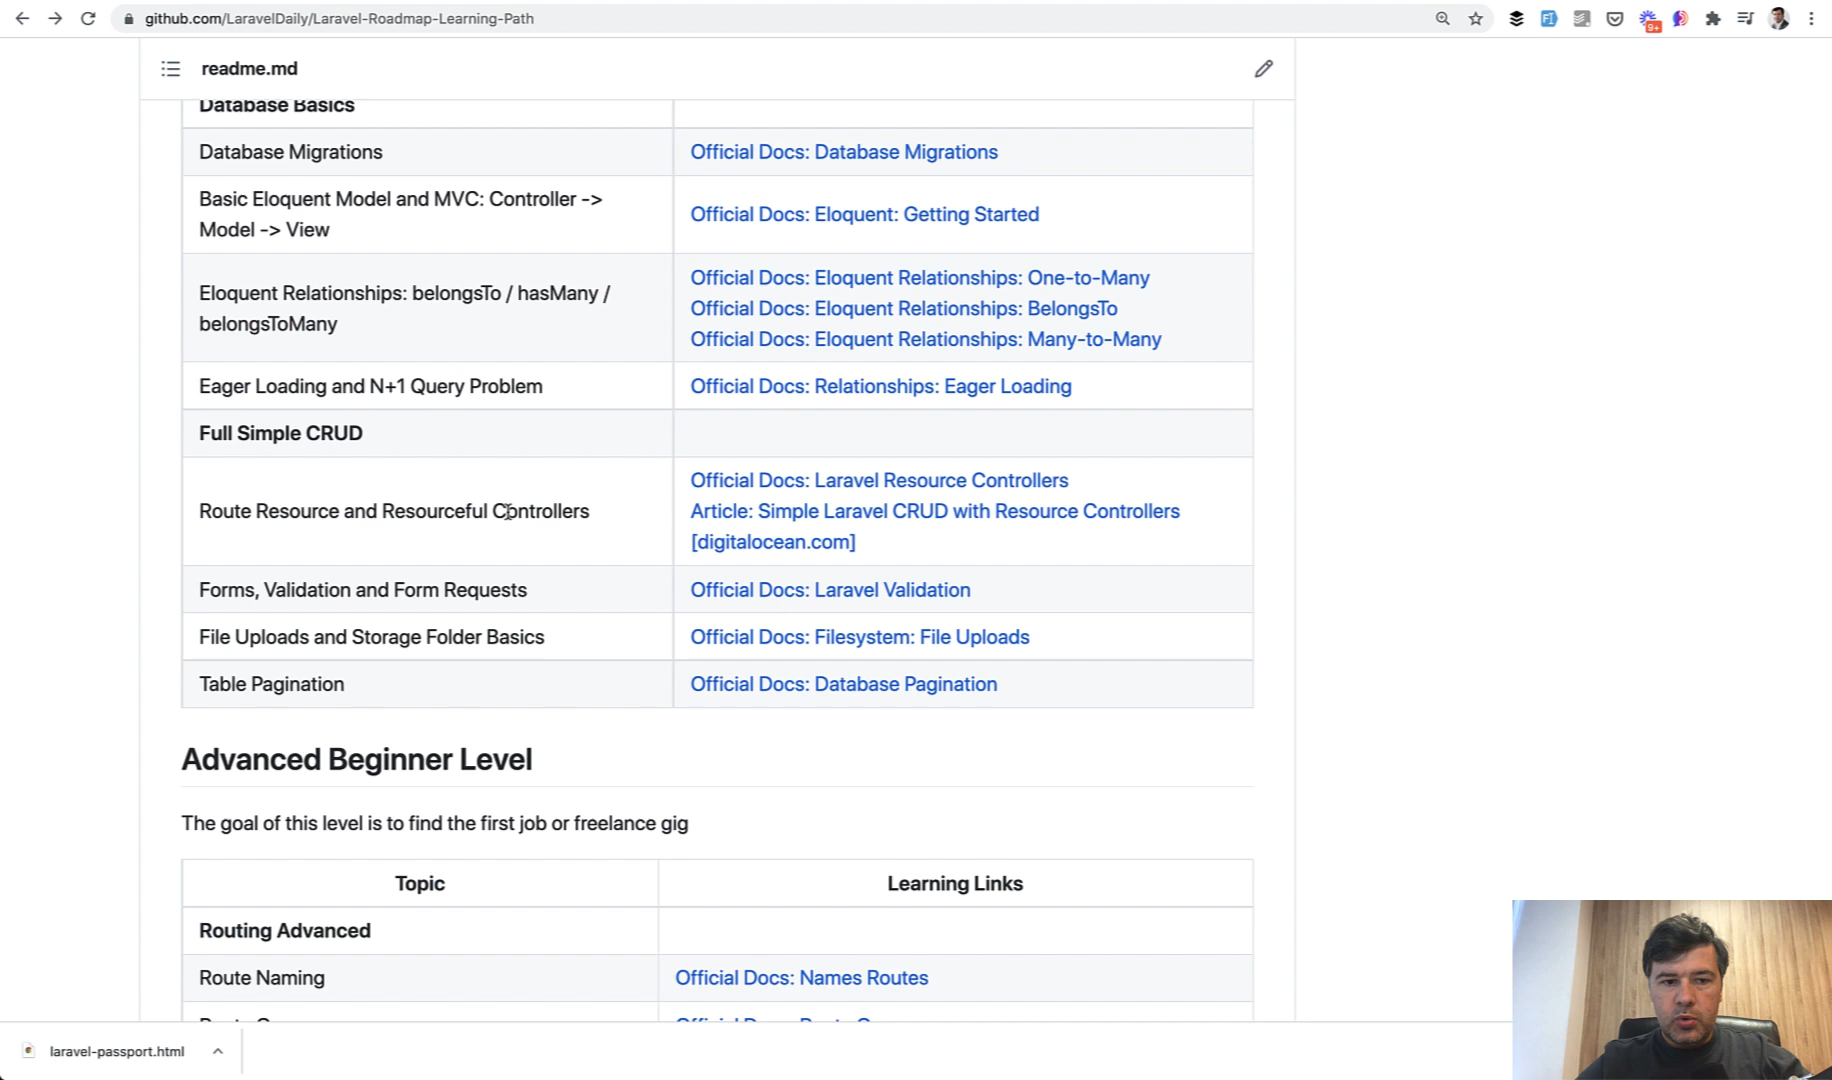 github.com/LaravelDaily/Laravel-Roadmap-Learning-Path
9+
readme.md
Database Basics
Database Migrations
Official Docs: Database Migrations
Basic Eloquent Model and MVC: Controller ->
Model -> View
Official Docs: Eloquent: Getting Started
Eloquent Relationships: belongsTo / hasMany /
belongsToMany
Official Docs: Eloquent Relationships: One-to-Many
Official Docs: Eloquent Relationships: BelongsTo
Official Docs: Eloquent Relationships: Many-to-Many
Eager Loading and N+1 Query Problem
Official Docs: Relationships: Eager Loading
Full Simple CRUD
Route Resource and Resourceful Controllers
Official Docs: Laravel Resource Controllers
Article: Simple Laravel CRUD with Resource Controllers
[digitalocean.com]
Forms, Validation and Form Requests
Official Docs: Laravel Validation
File Uploads and Storage Folder Basics
Official Docs: Filesystem: File Uploads
Table Pagination
Official Docs: Database Pagination
Advanced Beginner Level
The goal of this level is to find the first job or freelance gig
Topic
Learning Links
Routing Advanced
Route Naming
Official Docs: Names Routes
laravel-passport.html